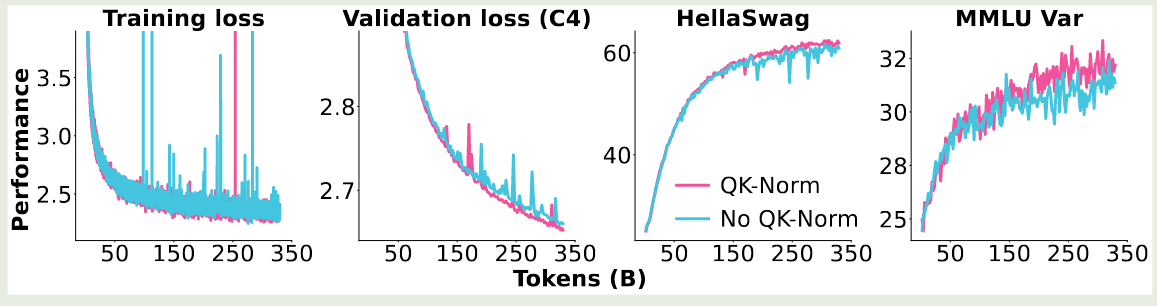 Training loss
Validation loss (C4)
HellaSwag
MMLU Var
Performance
3.5
3.0
2.5
50 150 250 350
2.8
2.7
50 150 250 350
60
40
QK-Norm
No QK-Norm
50 150 250 350
32
30
28
25
50 150 250 350
Tokens (B)